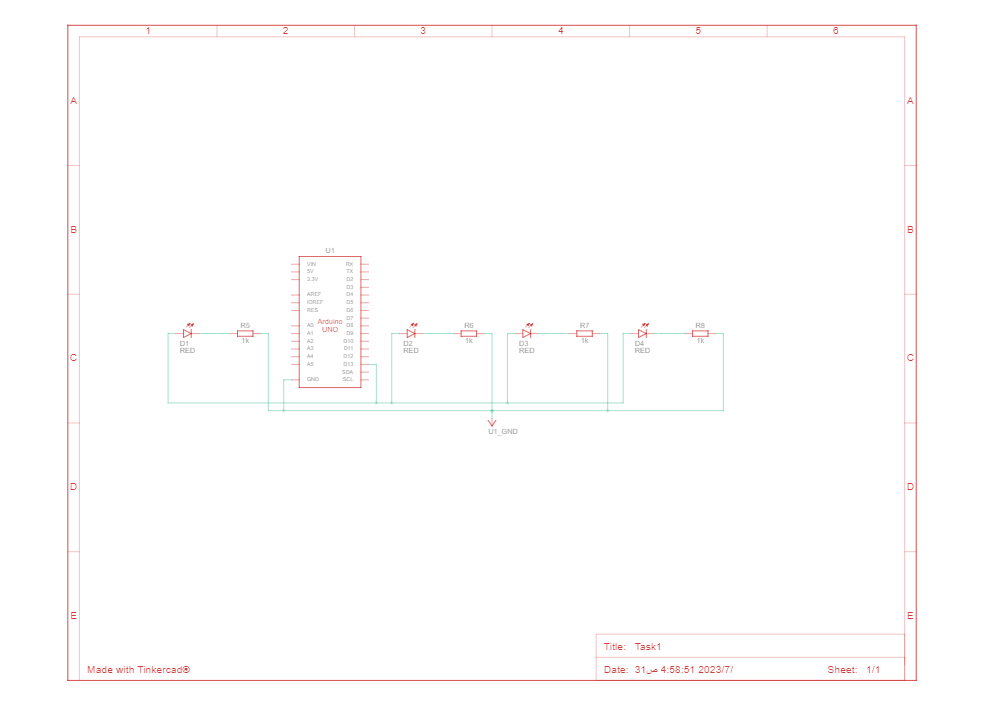 1 2 3 4 5 6
A A
B B
U1
VIN RX
5V TX
3.3V D2
D3
AREF D4
IOREF D5
RES D6
D7
Arduino
UNO
A0 D8
A1 D9
A2 D10
A3 D11
A4 D12
A5 D13
SDA
GND SCL
D1
RED
R5
1k
D2
RED
R6
1k
D3
RED
R7
1k
D4
RED
R8
1k
C C
U1_GND
D D
E E
Title: Task1
Made with Tinkercad®
Date: 31ص 4:58:51 2023/7/ Sheet: 1/1